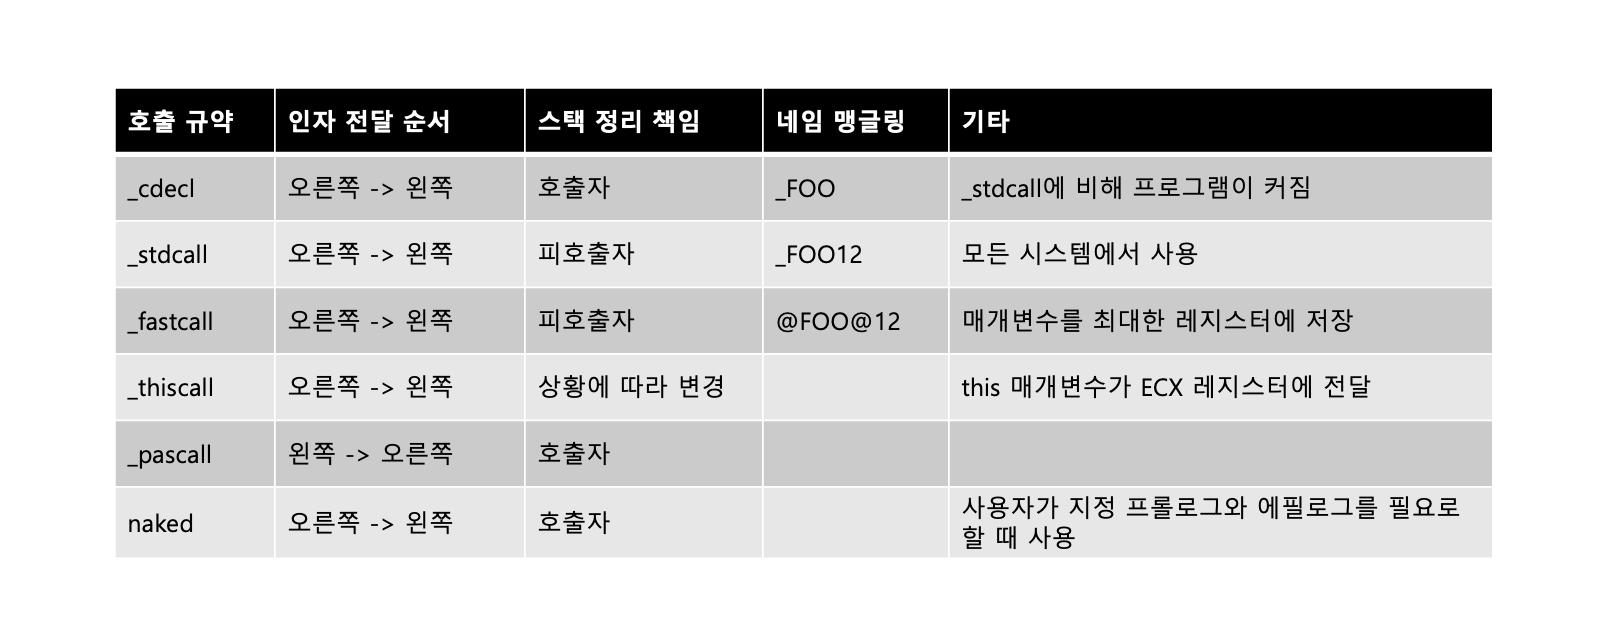 호출 규약 인자 전달 순서 스택 정리 책임 네임 맹글링 기타
_cdecl 오른쪽 -> 왼쪽 호출자 _FOO _stdcall에 비해 프로그램이 커짐
_stdcall 오른쪽 -> 왼쪽 피호출자 _FOO12 모든 시스템에서 사용
_fastcall 오른쪽 -> 왼쪽 피호출자 @FOO@12 매개변수를 최대한 레지스터에 저장
_thiscall 오른쪽 -> 왼쪽 상황에 따라 변경 this 매개변수가 ECX 레지스터에 전달
_pascall 왼쪽 -> 오른쪽 호출자
naked 오른쪽 -> 왼쪽 호출자 사용자가 지정 프롤로그와 에필로그를 필요로
할 때 사용